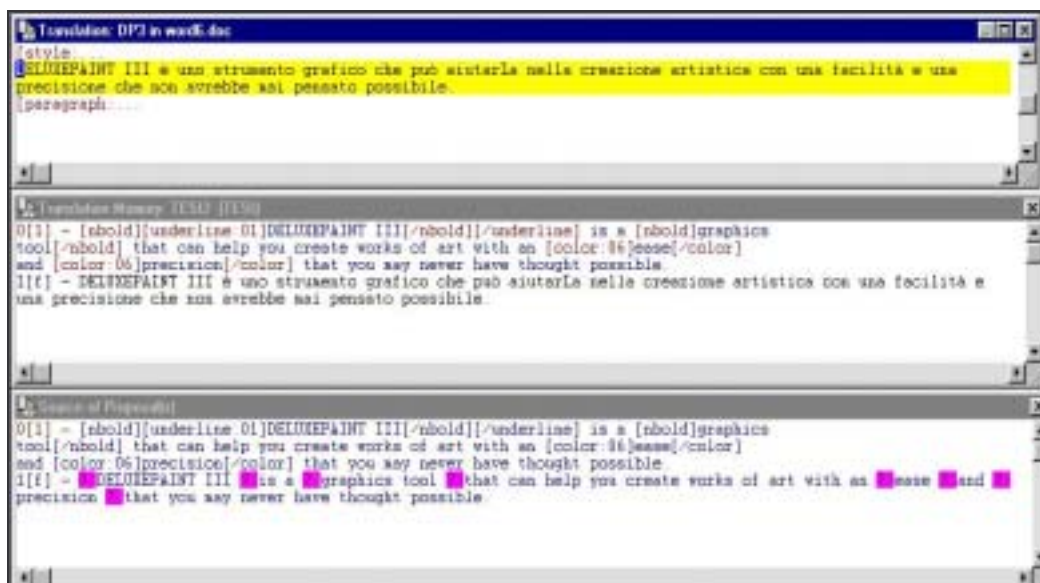 Translation: DP3 in word6.doc
[style....
DELUXEPAINT III è uno strumento grafico che può aiutarLa nella creazione artistica con una facilità e una
precisione che non avrebbe mai pensato possibile.
[paragraph....
Translation Memory: TEST2 [TEST]
0[1] - [nbold][underline:01]DELUXEPAINT III[/nbold][/underline] is a [nbold]graphics
tool[/nbold] that can help you create works of art with an [color:06]ease[/color]
and [color:06]precision[/color] that you may never have thought possible.
1[f] - DELUXEPAINT III è uno strumento grafico che può aiutarLa nella creazione artistica con una facilità e
una precisione che non avrebbe mai pensato possibile.
Source of Proposal(s)
0[1] - [nbold][underline:01]DELUXEPAINT III[/nbold][/underline] is a [nbold]graphics
tool[/nbold] that can help you create works of art with an [color:06]ease[/color]
and [color:06]precision[/color] that you may never have thought possible.
1[f] - DELUXEPAINT III is a graphics tool that can help you create works of art with an ease and
precision that you may never have thought possible.